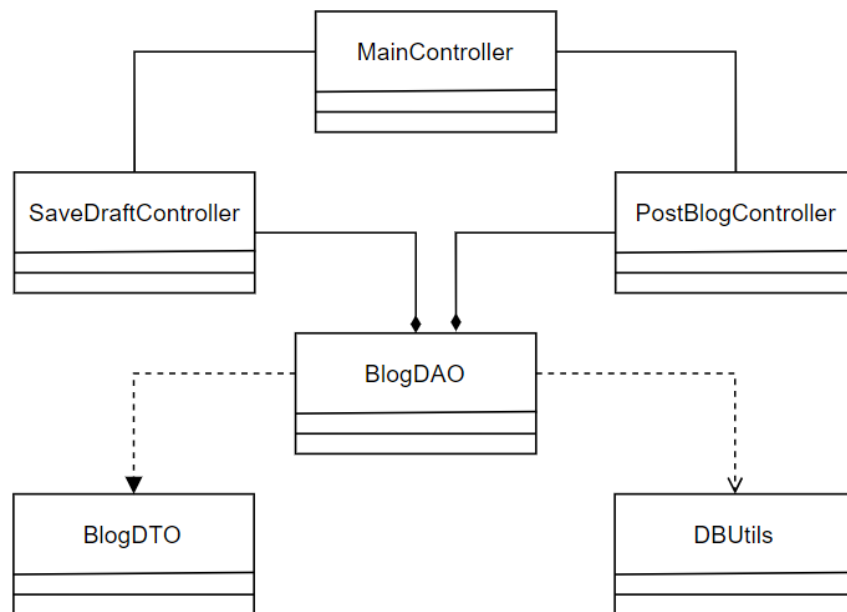 MainController
SaveDraftController
PostBlogController
BlogDAO
BlogDTO
DBUtils